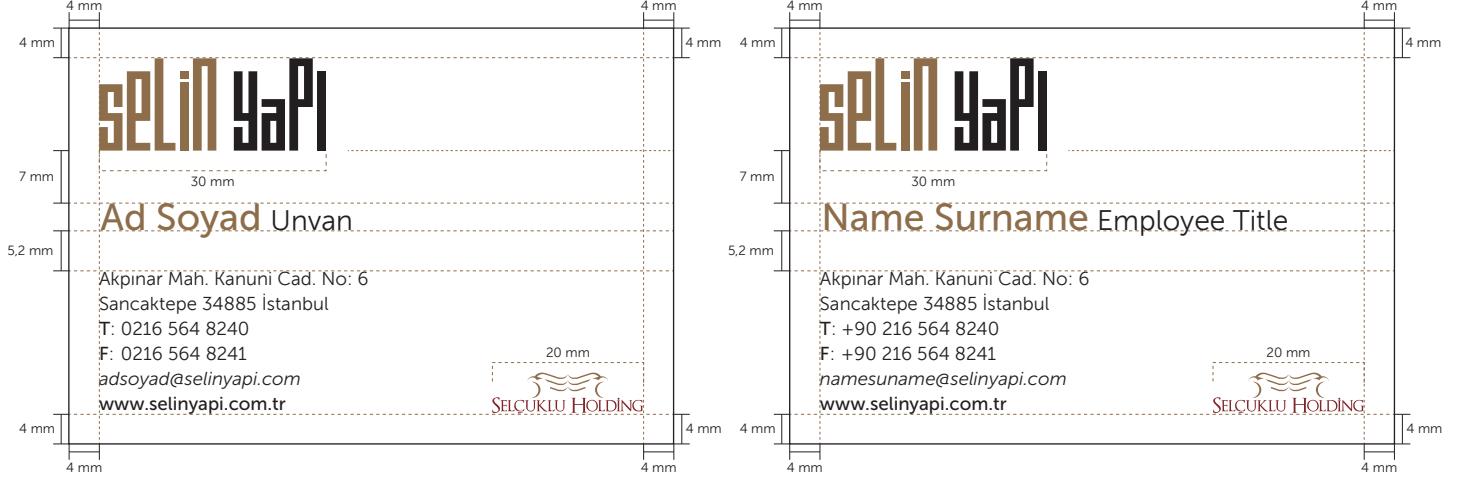 4 mm 4 mm
4 mm 4 mm
selin yapı
7 mm
30 mm
Ad Soyad Unvan
5,2 mm
Akpınar Mah. Kanuni Cad. No: 6
Sancaktepe 34885 İstanbul
T: 0216 564 8240
F: 0216 564 8241
adsoyad@selinyapi.com
www.selinyapi.com.tr
20 mm
SELÇUKLU HOLDİNG
4 mm 4 mm
4 mm 4 mm
4 mm 4 mm
4 mm 4 mm
selin yapı
7 mm
30 mm
Name Surname Employee Title
5,2 mm
Akpınar Mah. Kanuni Cad. No: 6
Sancaktepe 34885 İstanbul
T: +90 216 564 8240
F: +90 216 564 8241
namesuname@selinyapi.com
www.selinyapi.com.tr
20 mm
SELÇUKLU HOLDİNG
4 mm 4 mm
4 mm 4 mm